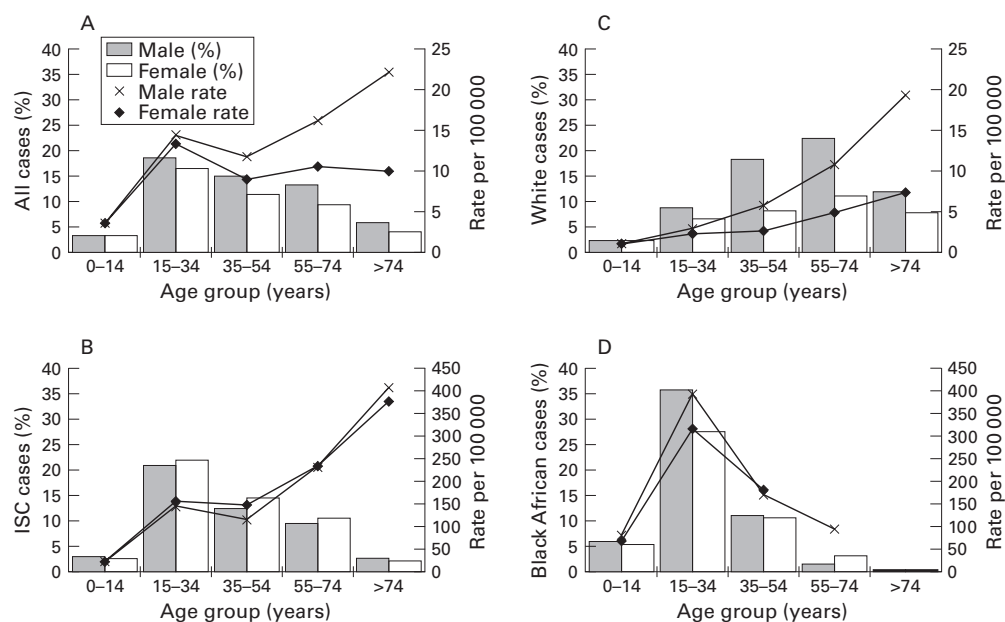 A
All cases (%)
40
35
30
25
20
15
10
5
0
Male (%)
Female (%)
Male rate
Female rate
25
20
15
10
5
0
Rate per 100 000
0–14 15–34 35–54 55–74 >74
Age group (years)
C
White cases (%)
40
35
30
25
20
15
10
5
0
25
20
15
10
5
0
Rate per 100 000
0–14 15–34 35–54 55–74 >74
Age group (years)
B
ISC cases (%)
40
35
30
25
20
15
10
5
0
450
400
350
300
250
200
150
100
50
0
Rate per 100 000
0–14 15–34 35–54 55–74 >74
Age group (years)
D
Black African cases (%)
40
35
30
25
20
15
10
5
0
450
400
350
300
250
200
150
100
50
0
Rate per 100 000
0–14 15–34 35–54 55–74 >74
Age group (years)